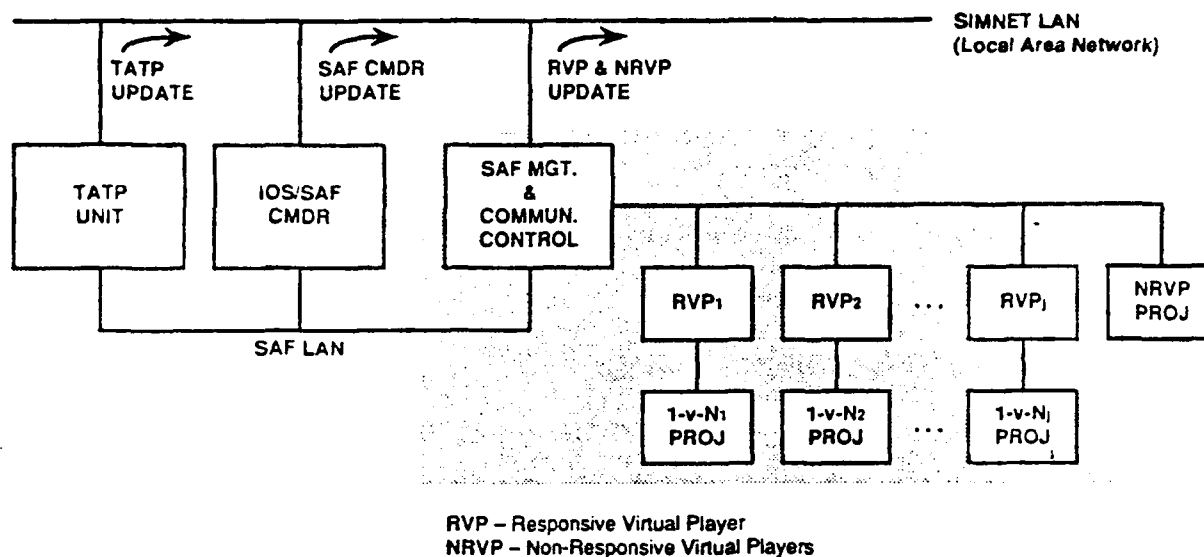 SIMNET LAN
(Local Area Network)
TATP
UPDATE
SAF CMDR
UPDATE
RVP & NRVP
UPDATE
TATP
UNIT
IOS/SAF
CMDR
SAF MGT.
&
COMMUN.
CONTROL
SAF LAN
RVP1
RVP2
...
RVPj
NRVP
PROJ
1-v-N1
PROJ
1-v-N2
PROJ
...
1-v-Nj
PROJ
RVP – Responsive Virtual Player
NRVP – Non-Responsive Virtual Players